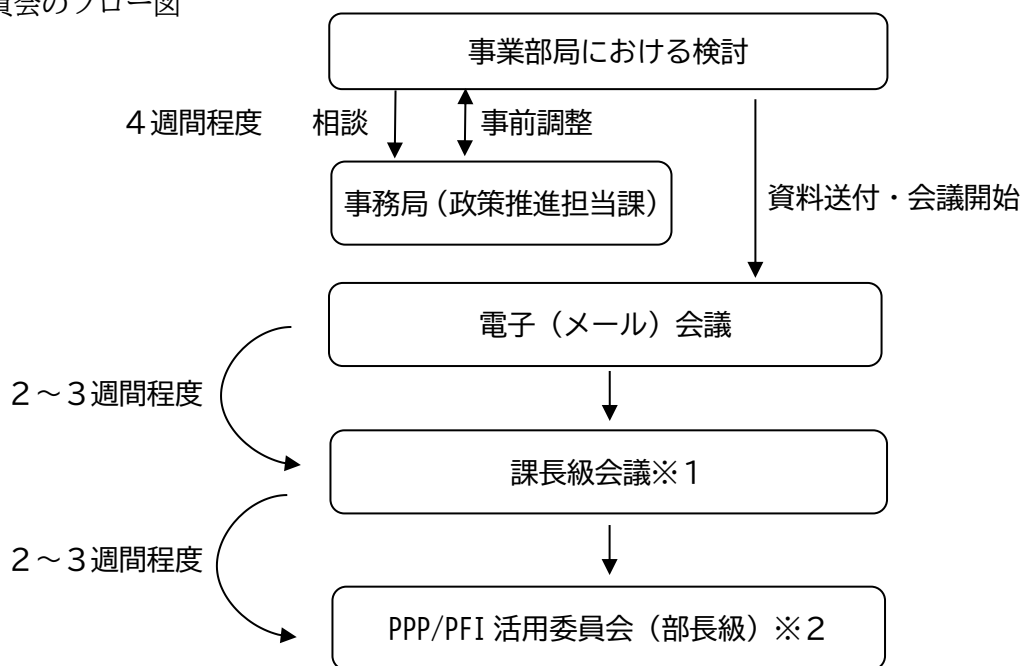 員会のフロー図
事業部局における検討
４週間程度
相談
事前調整
事務局（政策推進担当課）
資料送付・会議開始
電子（メール）会議
２～３週間程度
課長級会議※１
２～３週間程度
PPP/PFI 活用委員会（部長級）※２